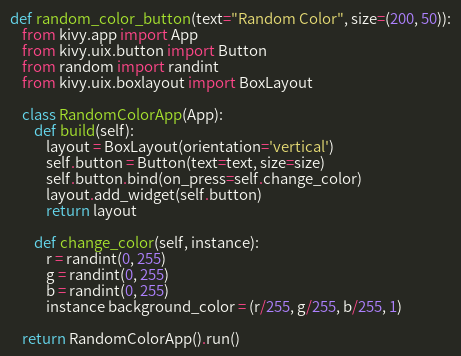 def random_color_button(text="Random Color", size=(200, 50)):
from kivy.app import App
from kivy.uix.button import Button
from random import randint
from kivy.uix.boxlayout import BoxLayout
class RandomColorApp(App):
def build(self):
layout = BoxLayout(orientation='vertical')
self.button = Button(text=text, size=size)
self.button.bind(on_press=self.change_color)
layout.add_widget(self.button)
return layout
def change_color(self, instance):
r = randint(0, 255)
g = randint(0, 255)
b = randint(0, 255)
instance background_color = (r/255, g/255, b/255, 1)
return RandomColorApp().run()